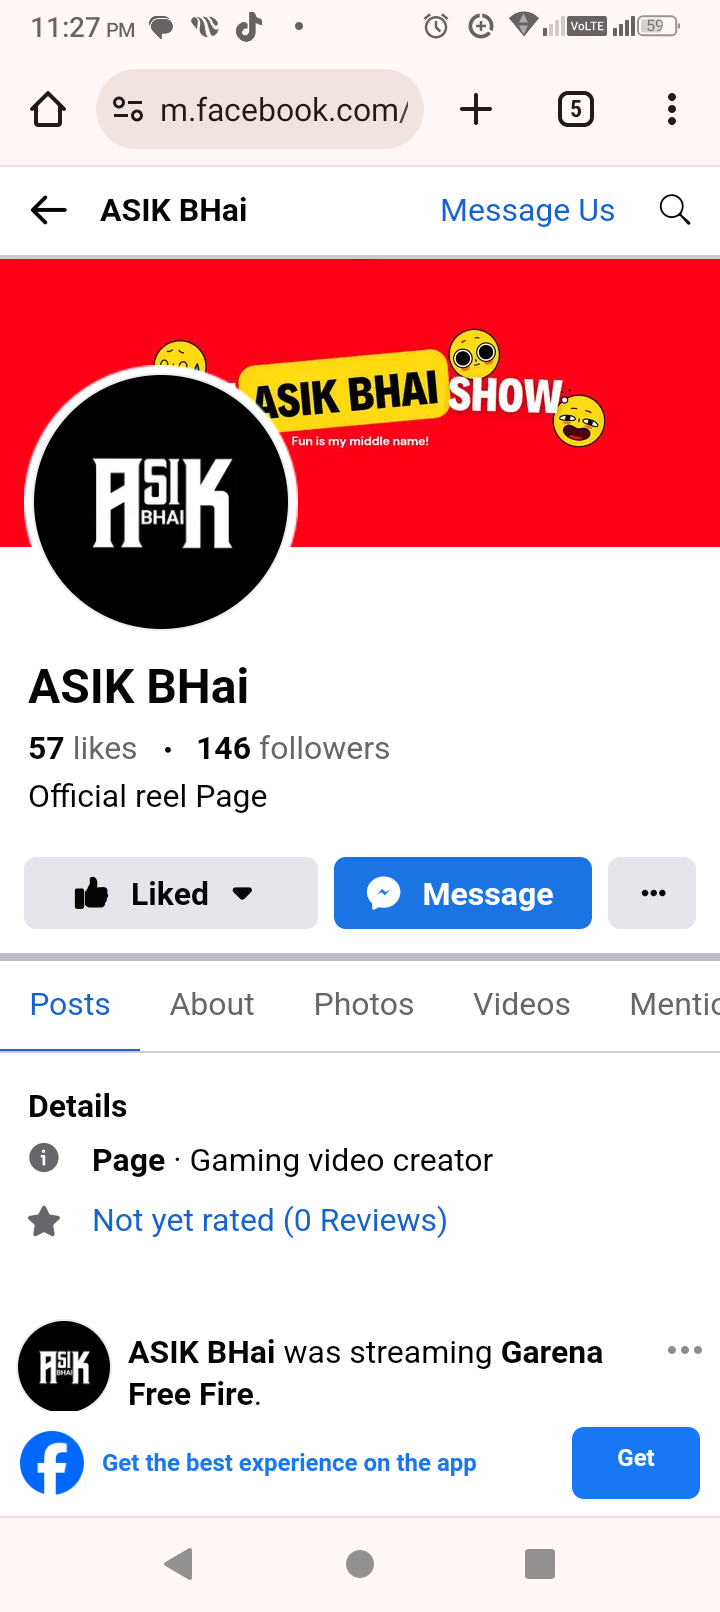 11:27 PM
VoLTE
59
m.facebook.com/
5
ASIK BHai
Message Us
ASIK BHAI SHOW
Fun is my middle name!
ASIK
BHAI
ASIK BHai
57 likes • 146 followers
Official reel Page
Liked
Message
Posts About Photos Videos Mentic
Details
Page · Gaming video creator
Not yet rated (0 Reviews)
ASIK
BHAI
ASIK BHai was streaming Garena
Free Fire.
Get the best experience on the app
Get